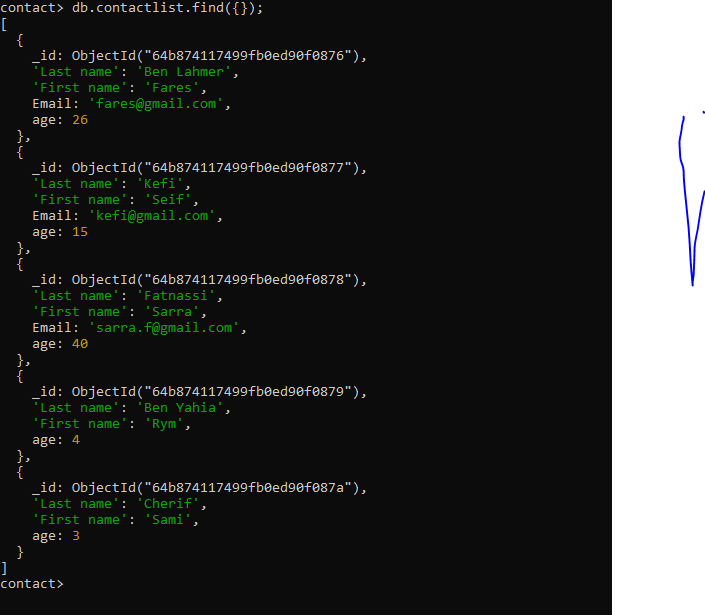 contact> db.contactlist.find({});
[
  {
    _id: ObjectId("64b874117499fb0ed90f0876"),
    'Last name': 'Ben Lahmer',
    'First name': 'Fares',
    Email: 'fares@gmail.com',
    age: 26
  },
  {
    _id: ObjectId("64b874117499fb0ed90f0877"),
    'Last name': 'Kefi',
    'First name': 'Seif',
    Email: 'kefi@gmail.com',
    age: 15
  },
  {
    _id: ObjectId("64b874117499fb0ed90f0878"),
    'Last name': 'Fatnassi',
    'First name': 'Sarra',
    Email: 'sarra.f@gmail.com',
    age: 40
  },
  {
    _id: ObjectId("64b874117499fb0ed90f0879"),
    'Last name': 'Ben Yahia',
    'First name': 'Rym',
    age: 4
  },
  {
    _id: ObjectId("64b874117499fb0ed90f087a"),
    'Last name': 'Cherif',
    'First name': 'Sami',
    age: 3
  }
]
contact>